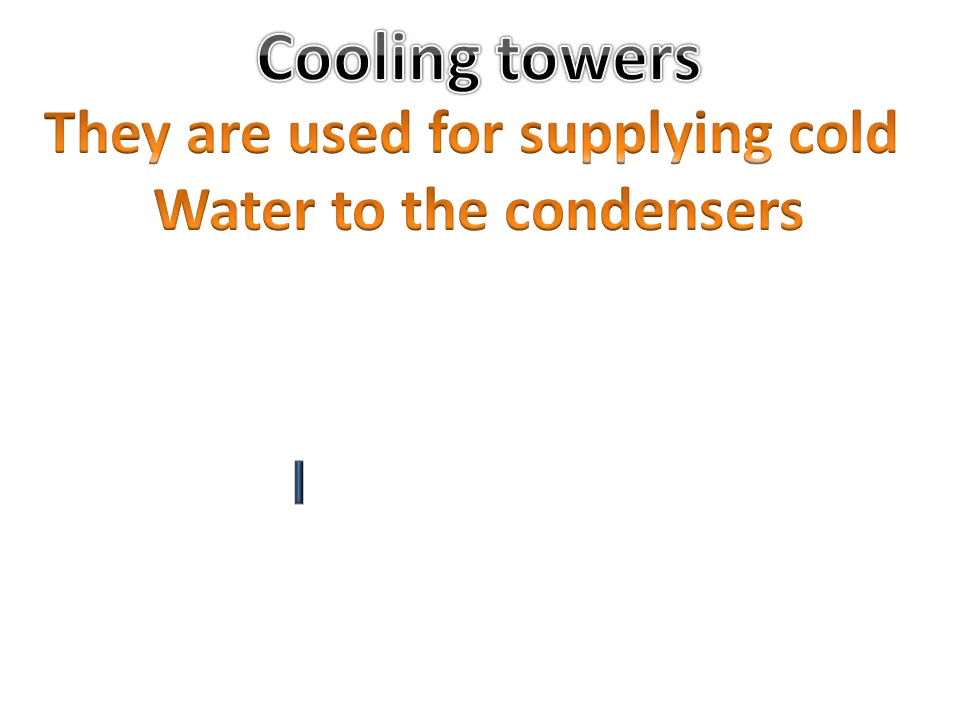 Cooling towers
They are used for supplying cold
Water to the condensers